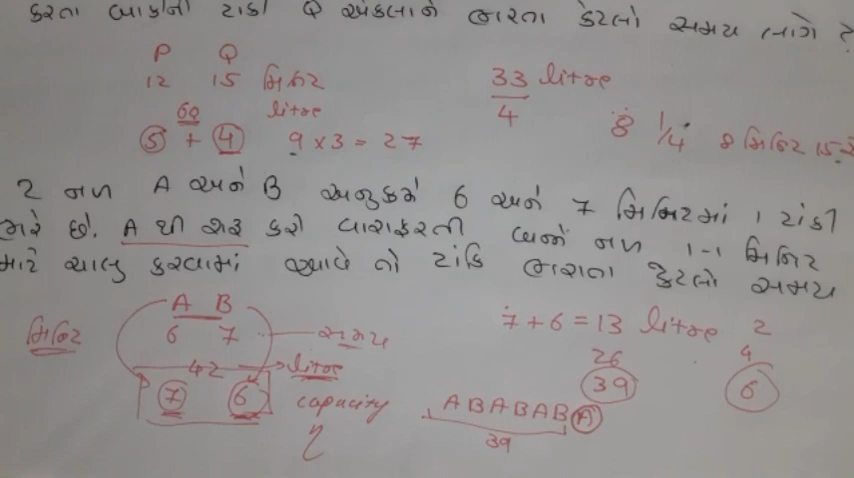 કરતા બાકીની ટાંકી Q એકલાને ભરતા કેટલો સમય લાગે ?
P Q
12 15 મિનિટ
33/4 litre
60 litre
8 1/4 8 મિનિટ 15 સે
5 + 4 9 x 3 = 27
2 નળ A અને B અનુક્રમે 6 અને 7 મિનિટમાં 1 ટાંકી
ભરે છે. A થી શરૂ કરી વારાફરતી બન્ને નળ 1-1 મિનિટ
માટે ચાલુ કરવામાં આવે તો ટાંકિ ભરાતા કેટલો સમય
A B
7 + 6 = 13 litre 2
મિનિટ 6 7 સમય
26 4
42 litre
39 6
7 6 capacity
ABABABA
39